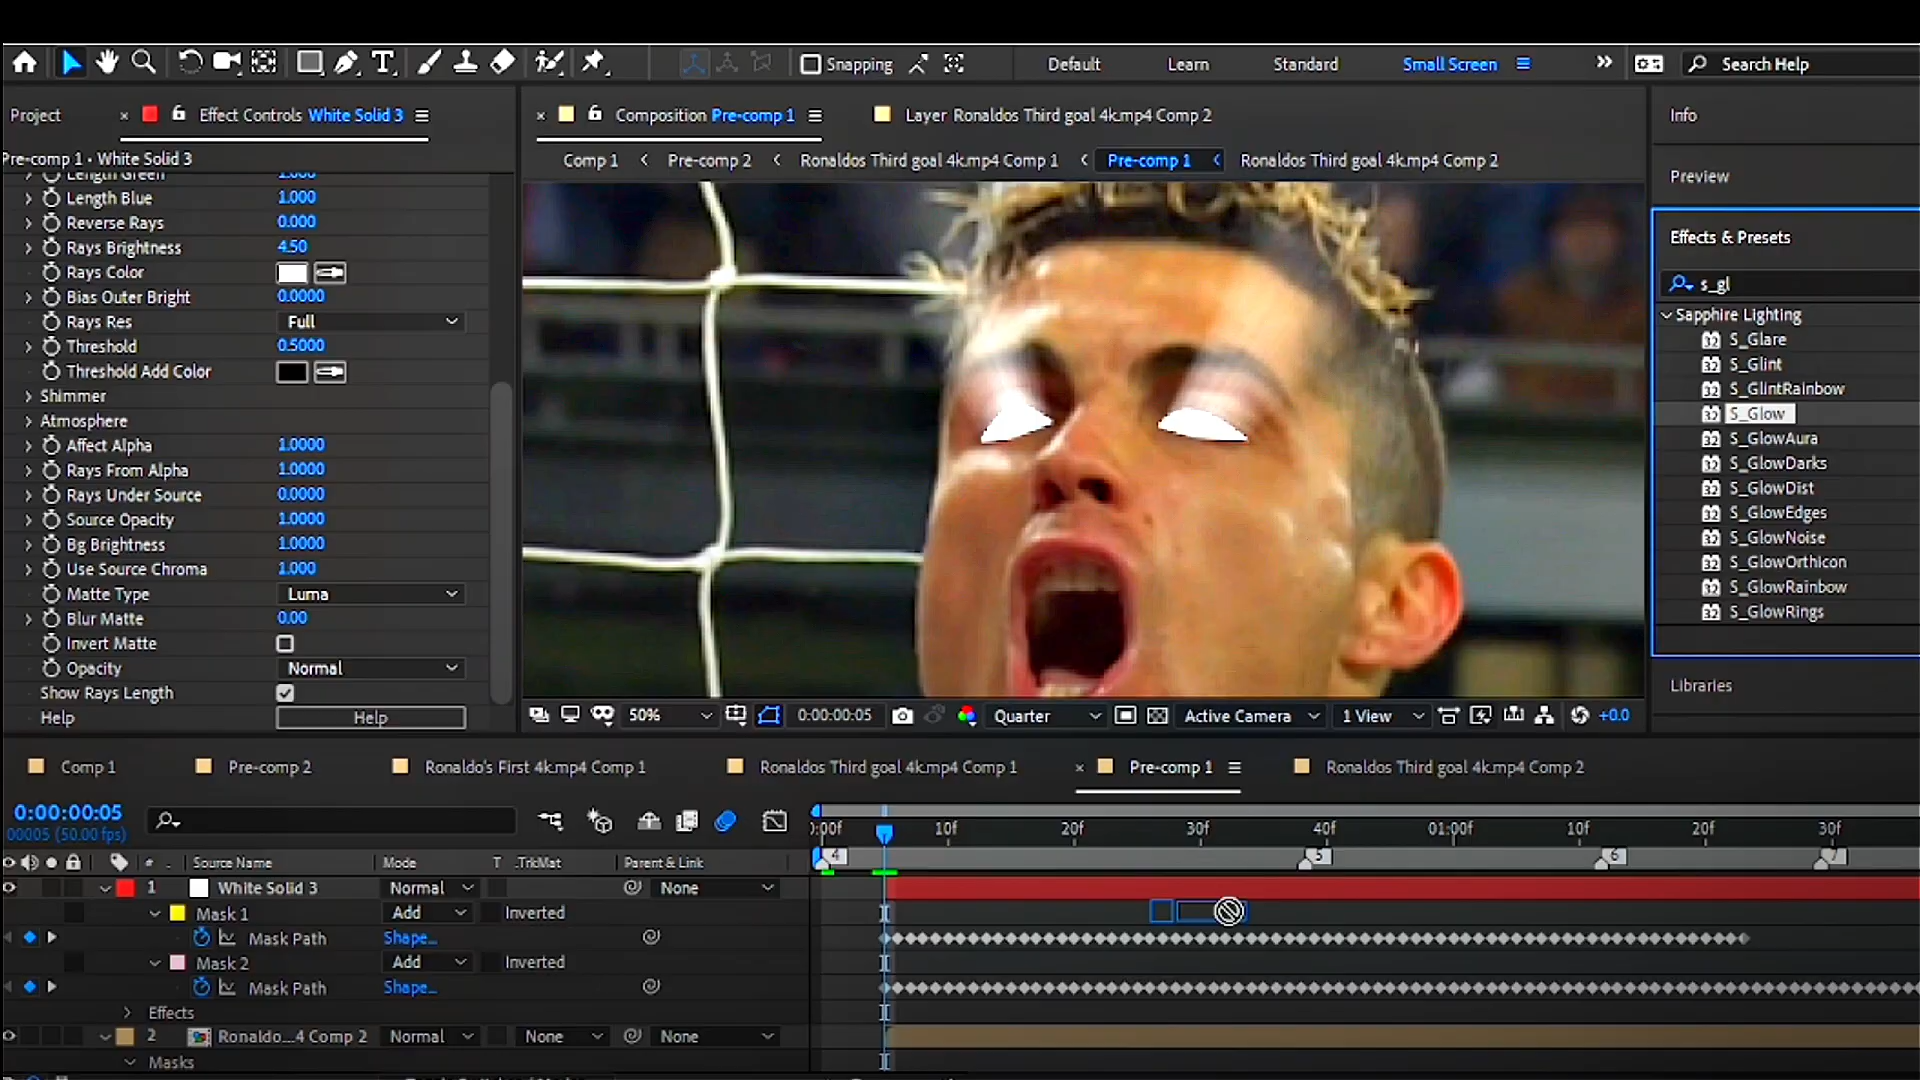 Snapping
Default
Learn
Standard
Small Screen
Search Help
Project
Effect Controls White Solid 3
Composition Pre-comp 1
Layer Ronaldos Third goal 4k.mp4 Comp 2
Info
Pre-comp 1 • White Solid 3
Comp 1
Pre-comp 2
Ronaldos Third goal 4k.mp4 Comp 1
Pre-comp 1
Ronaldos Third goal 4k.mp4 Comp 2
Preview
Length Green 1.000
Length Blue 1.000
Reverse Rays 0.000
Rays Brightness 4.50
Rays Color
Bias Outer Bright 0.0000
Rays Res Full
Threshold 0.5000
Threshold Add Color
Shimmer
Atmosphere
Affect Alpha 1.0000
Rays From Alpha 1.0000
Rays Under Source 0.0000
Source Opacity 1.0000
Bg Brightness 1.0000
Use Source Chroma 1.000
Matte Type Luma
Blur Matte 0.00
Invert Matte
Opacity Normal
Show Rays Length
Help Help
Effects & Presets
s_gl
Sapphire Lighting
S_Glare
S_Glint
S_GlintRainbow
S_Glow
S_GlowAura
S_GlowDarks
S_GlowDist
S_GlowEdges
S_GlowNoise
S_GlowOrthicon
S_GlowRainbow
S_GlowRings
Libraries
50%
0:00:00:05
Quarter
Active Camera
1 View
+0.0
Comp 1
Pre-comp 2
Ronaldo's First 4k.mp4 Comp 1
Ronaldos Third goal 4k.mp4 Comp 1
Pre-comp 1
Ronaldos Third goal 4k.mp4 Comp 2
0:00:00:05
00005 (50.00 fps)
):00f 10f 20f 30f 40f 01:00f 10f 20f 30f
4 5 6 7
# Source Name Mode T .TrkMat Parent & Link
1 White Solid 3 Normal None
Mask 1 Add Inverted
Mask Path Shape...
Mask 2 Add Inverted
Mask Path Shape...
Effects
2 Ronaldo....4 Comp 2 Normal None None
Masks